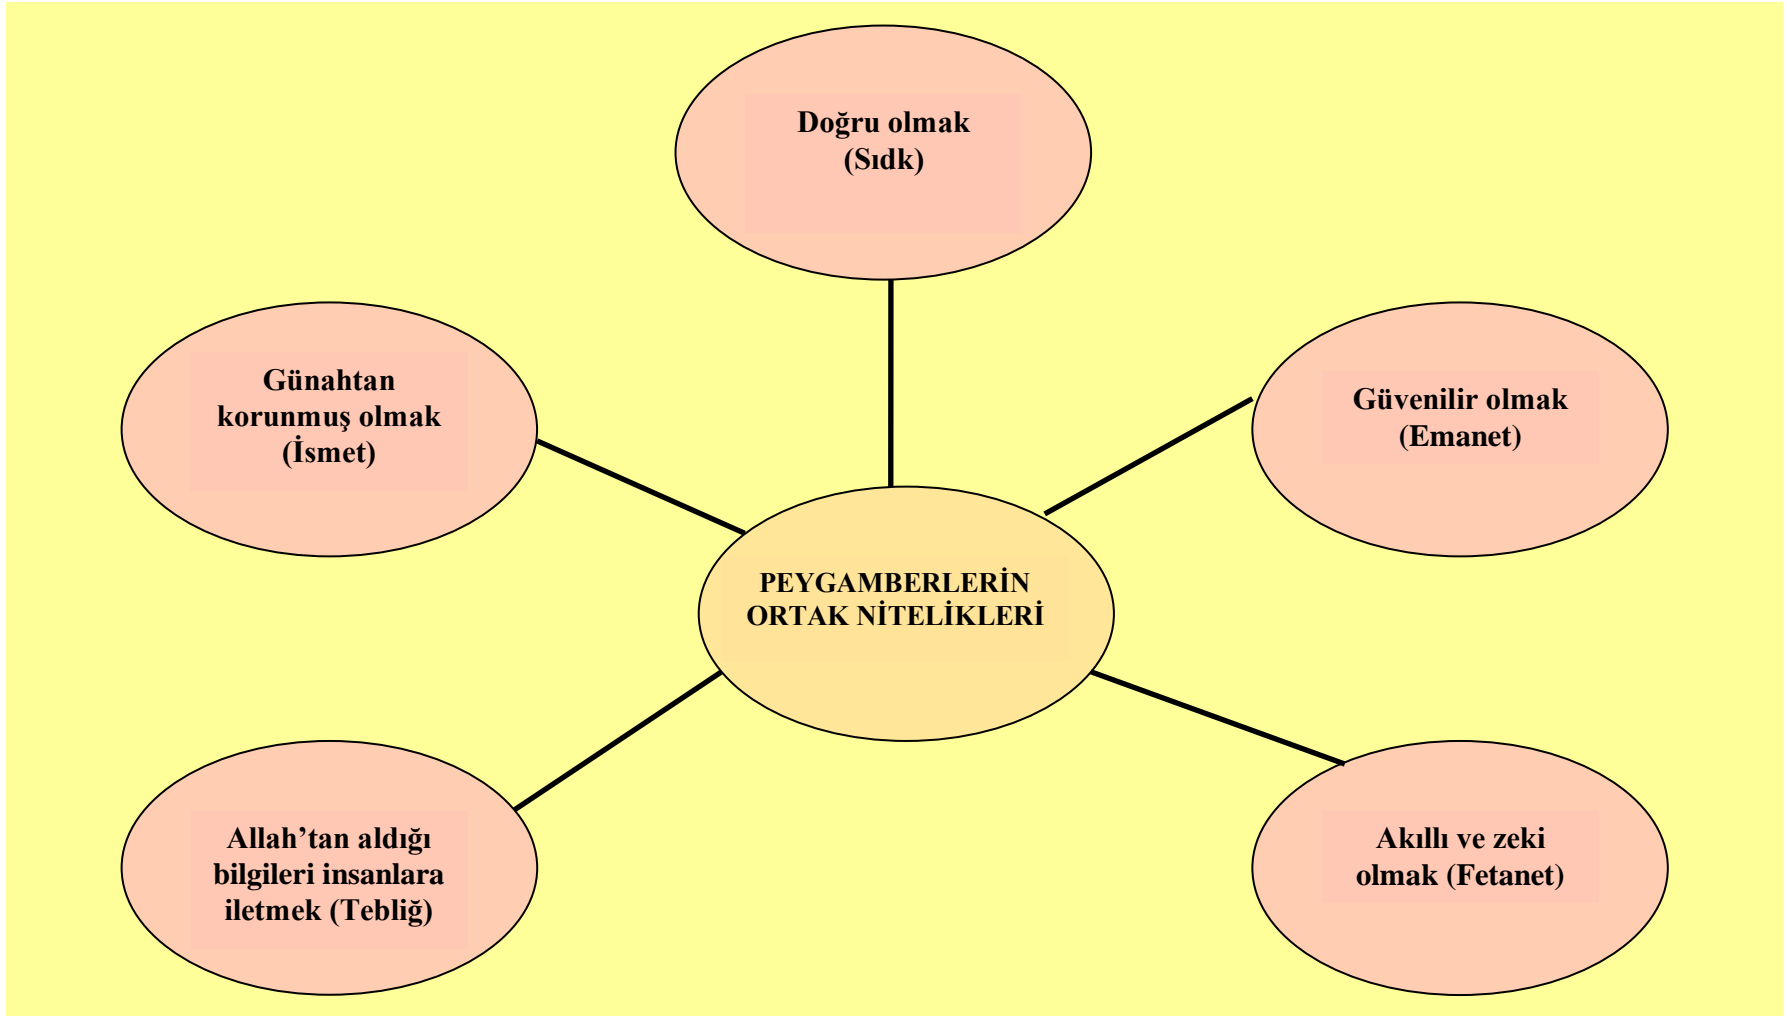 Doğru olmak
(Sıdk)
Günahtan
korunmuş olmak
(İsmet)
Güvenilir olmak
(Emanet)
PEYGAMBERLERİN
ORTAK NİTELİKLERİ
Allah’tan aldığı
bilgileri insanlara
iletmek (Tebliğ)
Akıllı ve zeki
olmak (Fetanet)